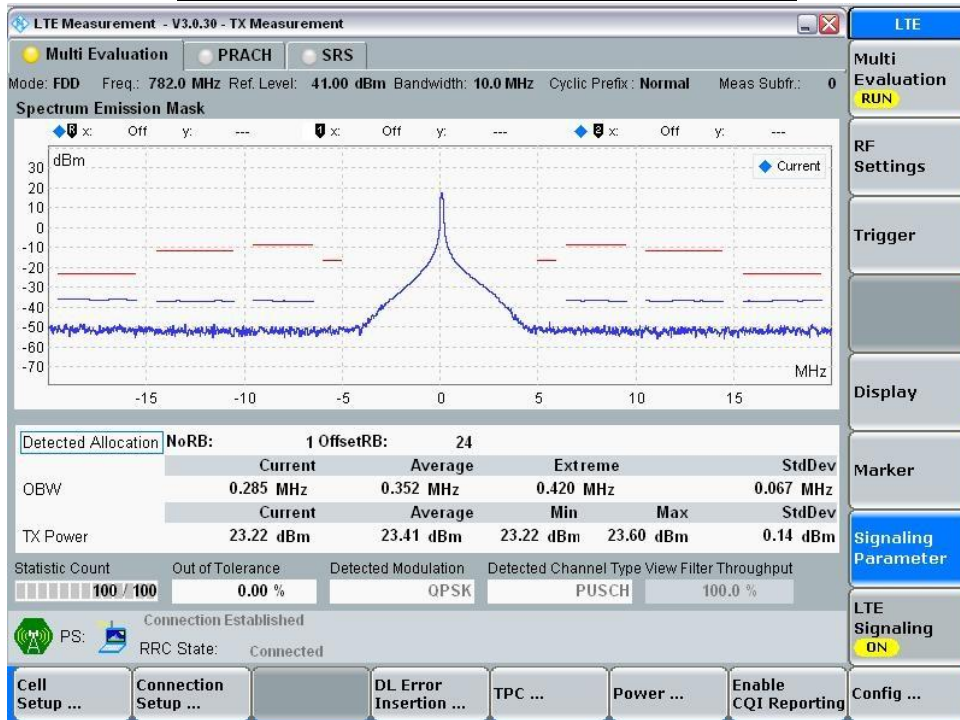 LTE Measurement - V3.0.30 - TX Measurement
LTE
Multi Evaluation PRACH SRS
Mode: FDD Freq.: 782.0 MHz Ref. Level: 41.00 dBm Bandwidth: 10.0 MHz Cyclic Prefix : Normal Meas Subfr.: 0
Spectrum Emission Mask
R x: Off y: --- 1 x: Off y: --- 2 x: Off y: ---
dBm
Current
30
20
10
0
-10
-20
-30
-40
-50
-60
-70
MHz
-15 -10 -5 0 5 10 15
Detected Allocation NoRB: 1 OffsetRB: 24
Current Average Extreme StdDev
OBW 0.285 MHz 0.352 MHz 0.420 MHz 0.067 MHz
Current Average Min Max StdDev
TX Power 23.22 dBm 23.41 dBm 23.22 dBm 23.60 dBm 0.14 dBm
Statistic Count Out of Tolerance Detected Modulation Detected Channel Type View Filter Throughput
100 / 100 0.00 % QPSK PUSCH 100.0 %
PS: Connection Established
RRC State: Connected
Multi
Evaluation
RUN
RF
Settings
Trigger
Display
Marker
Signaling
Parameter
LTE
Signaling
ON
Cell
Setup ...
Connection
Setup ...
DL Error
Insertion ...
TPC ...
Power ...
Enable
CQI Reporting
Config ...